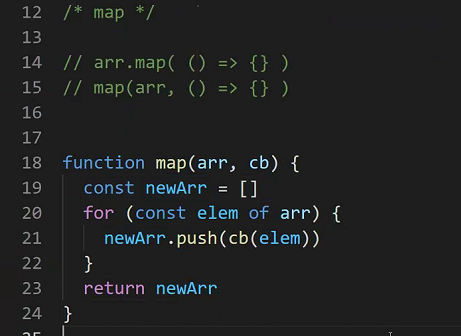 12 /* map */
13
14 // arr.map( () => {} )
15 // map(arr, () => {} )
16
17
18 function map(arr, cb) {
19   const newArr = []
20   for (const elem of arr) {
21     newArr.push(cb(elem))
22   }
23   return newArr
24 }
25